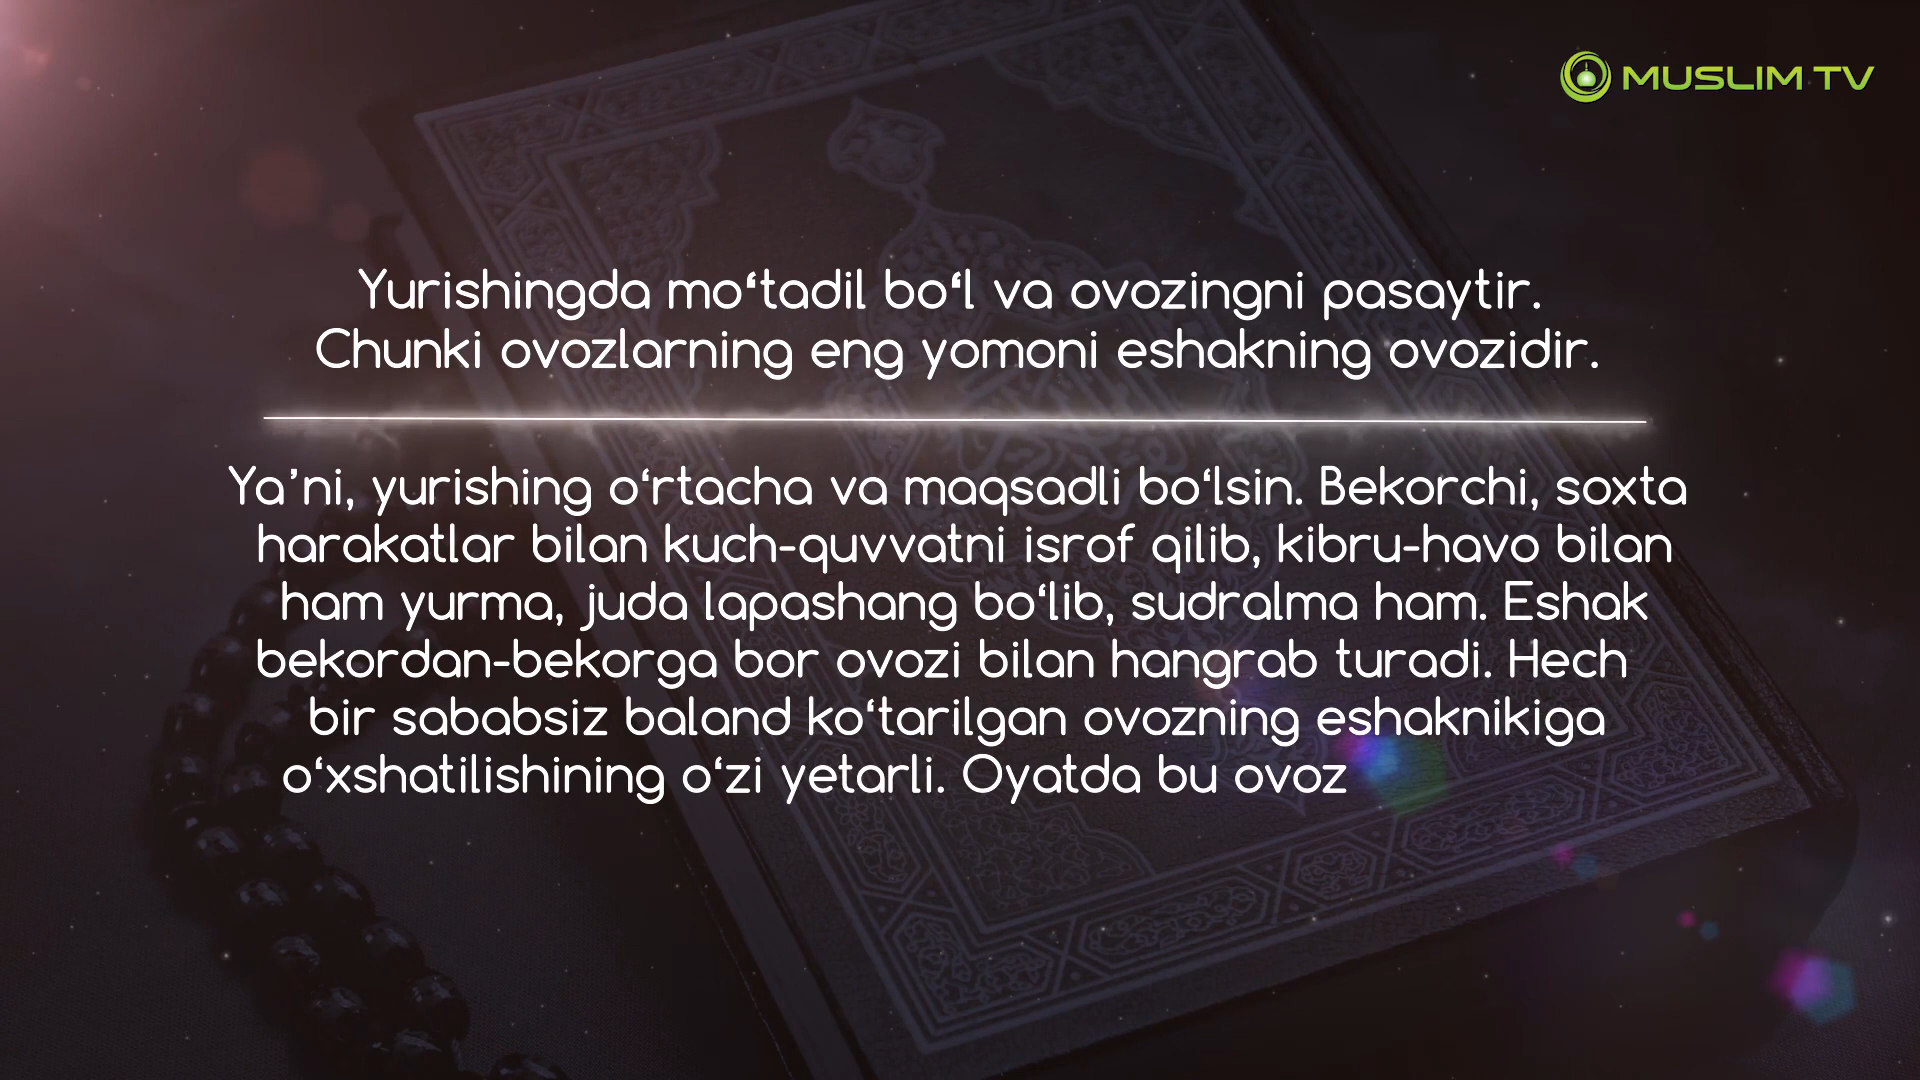 MUSLIM TV
Yurishingda mo‘tadil bo‘l va ovozingni pasaytir.
Chunki ovozlarning eng yomoni eshakning ovozidir.
Ya’ni, yurishing o‘rtacha va maqsadli bo‘lsin. Bekorchi, soxta
harakatlar bilan kuch-quvvatni isrof qilib, kibru-havo bilan
ham yurma, juda lapashang bo‘lib, sudralma ham. Eshak
bekordan-bekorga bor ovozi bilan hangrab turadi. Hech
bir sababsiz baland ko‘tarilgan ovozning eshaknikiga
o‘xshatilishining o‘zi yetarli. Oyatda bu ovoz